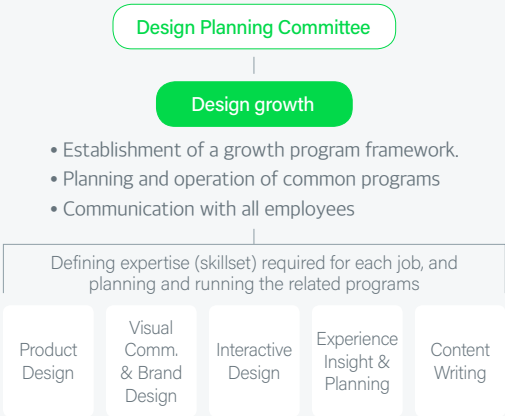 Design Planning Committee
Design growth
• Establishment of a growth program framework.
• Planning and operation of common programs
• Communication with all employees
Defining expertise (skillset) required for each job, and
planning and running the related programs
Product
Design
Visual
Comm.
& Brand
Design
Interactive
Design
Experience
Insight &
Planning
Content
Writing